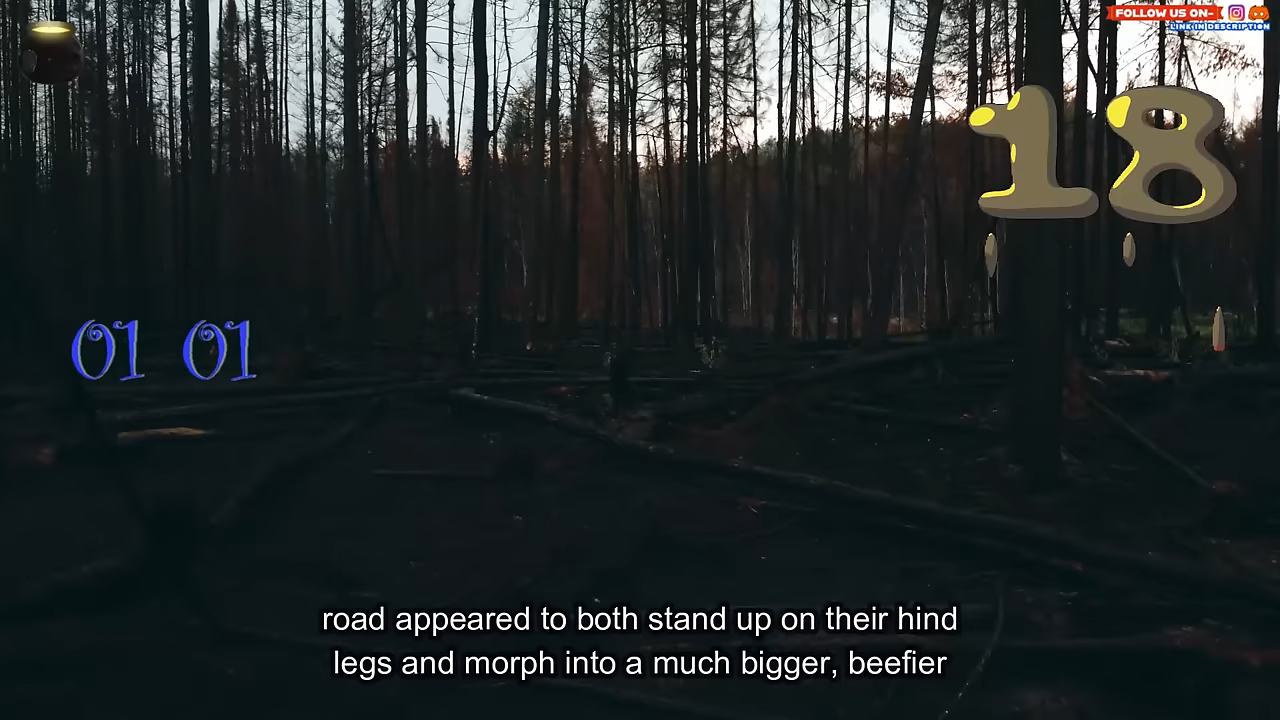 FOLLOW US ON-
LINK IN DESCRIPTION
18
01 01
road appeared to both stand up on their hind
legs and morph into a much bigger, beefier